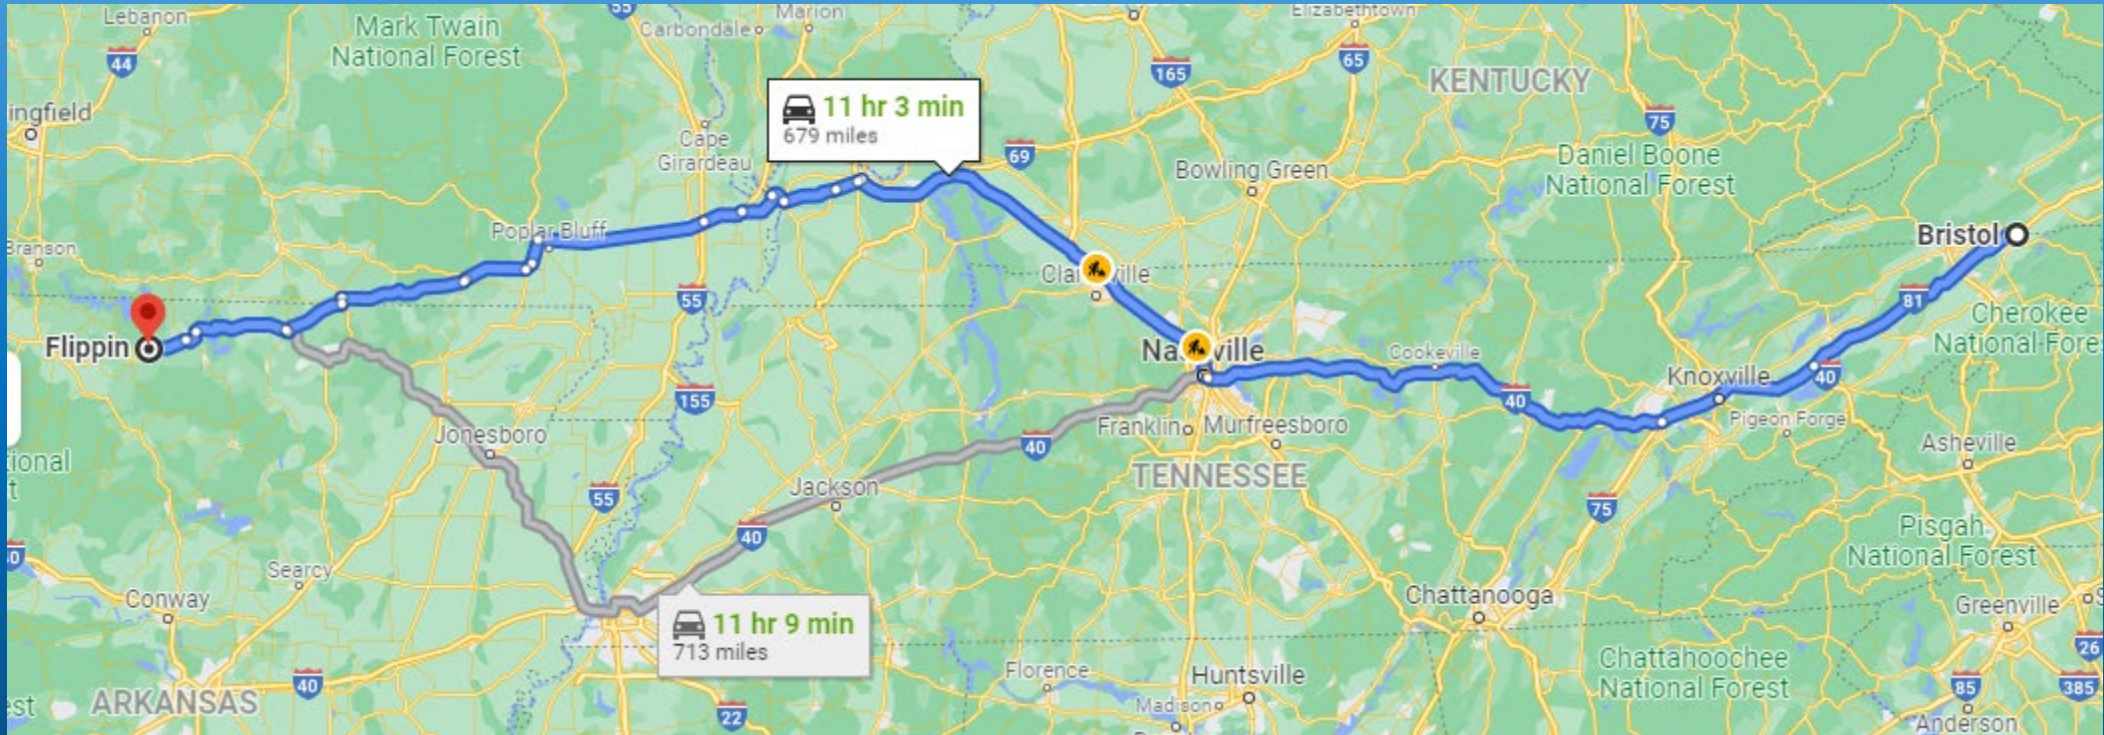 Lebanon
Mark Twain
National Forest
55
Carbondale
Marion
Elizabethtown
44
165
65
KENTUCKY
ingfield
11 hr 3 min
679 miles
75
Cape
Girardeau
69
Bowling Green
Daniel Boone
National Forest
Branson
Poplar Bluff
Bristol
81
Cherokee
National Fore
55
Flippin
Nashville
Cookeville
Knoxville
40
155
40
Pigeon Forge
Franklin
Murfreesboro
Jonesboro
40
Asheville
tional
t
TENNESSEE
Jackson
55
75
40
Pisgah
National Forest
Searcy
Conway
Chattanooga
Greenville
S
11 hr 9 min
713 miles
26
Florence
Huntsville
Chattahoochee
National Forest
40
85
385
ARKANSAS
est
Madison
22
Anderson